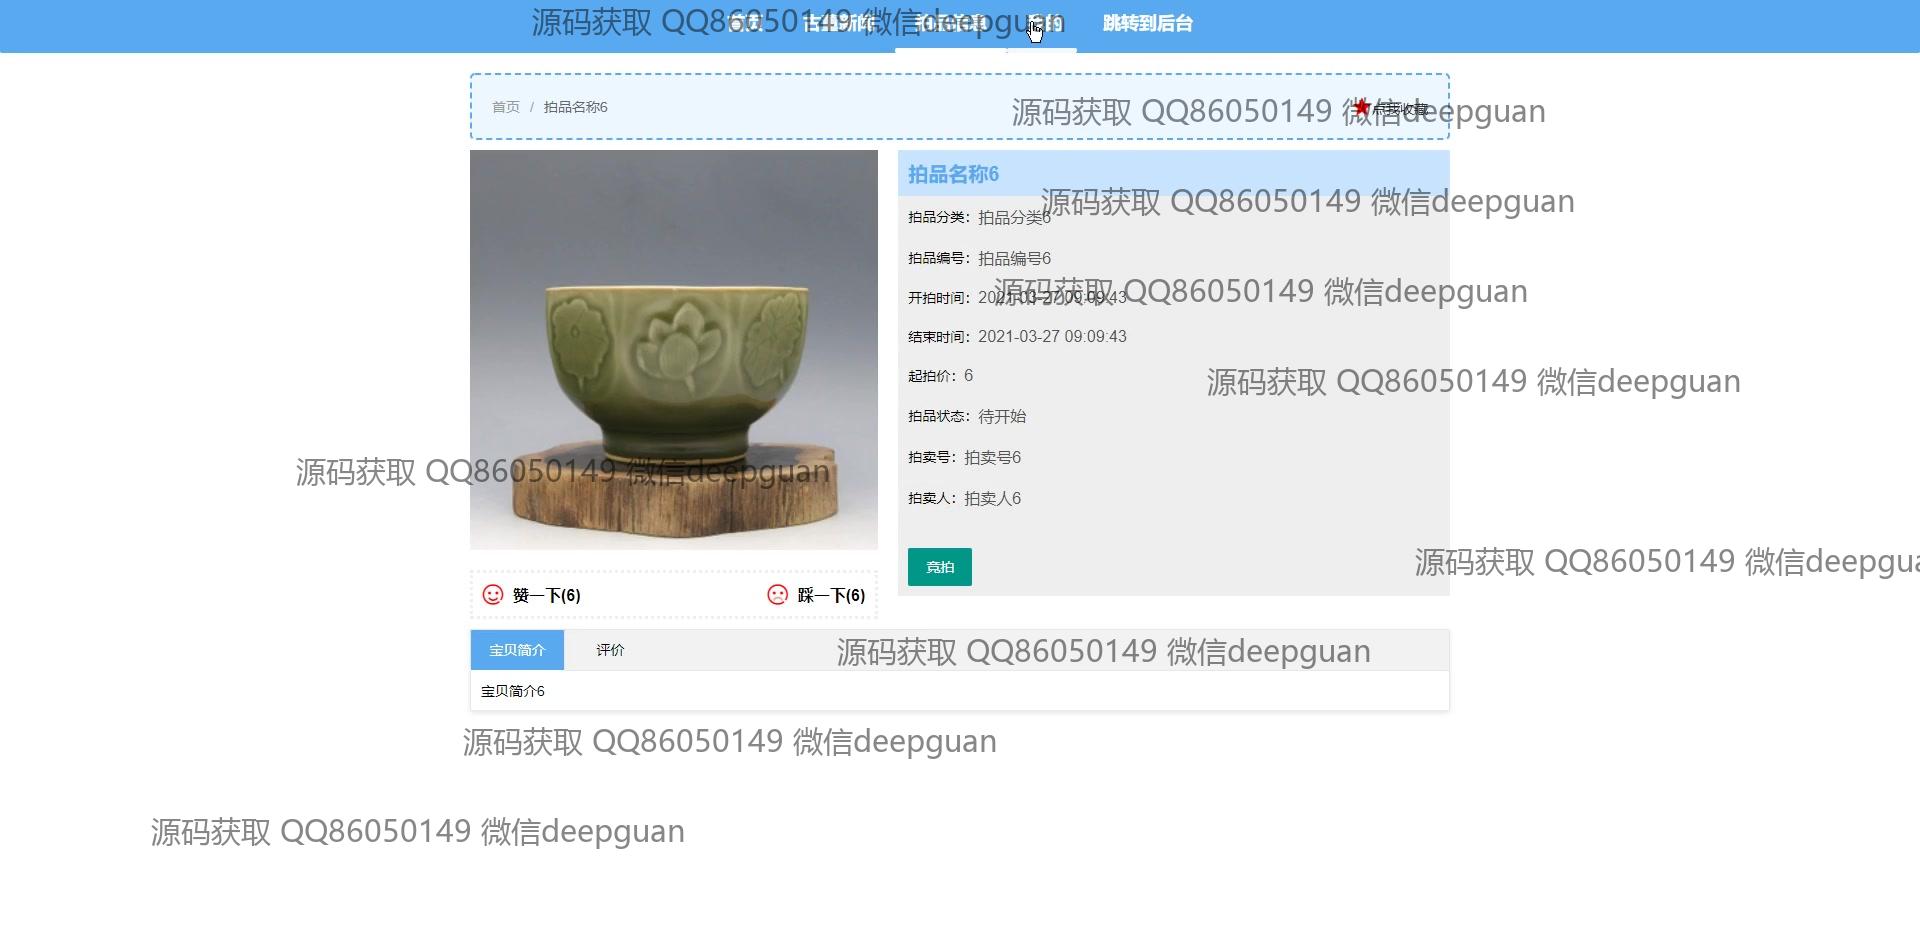 首页 古董新闻 拍品信息 我的 跳转到后台
源码获取 QQ86050149 微信deepguan
首页 / 拍品名称6
点我收藏
源码获取 QQ86050149 微信deepguan
拍品名称6
源码获取 QQ86050149 微信deepguan
拍品分类：拍品分类6
拍品编号：拍品编号6
源码获取 QQ86050149 微信deepguan
开拍时间：2021-03-27 09:09:43
结束时间：2021-03-27 09:09:43
起拍价：6
源码获取 QQ86050149 微信deepguan
拍品状态：待开始
拍卖号：拍卖号6
源码获取 QQ86050149 微信deepguan
拍卖人：拍卖人6
竞拍
源码获取 QQ86050149 微信deepgua
赞一下(6) 踩一下(6)
宝贝简介 评价
源码获取 QQ86050149 微信deepguan
宝贝简介6
源码获取 QQ86050149 微信deepguan
源码获取 QQ86050149 微信deepguan